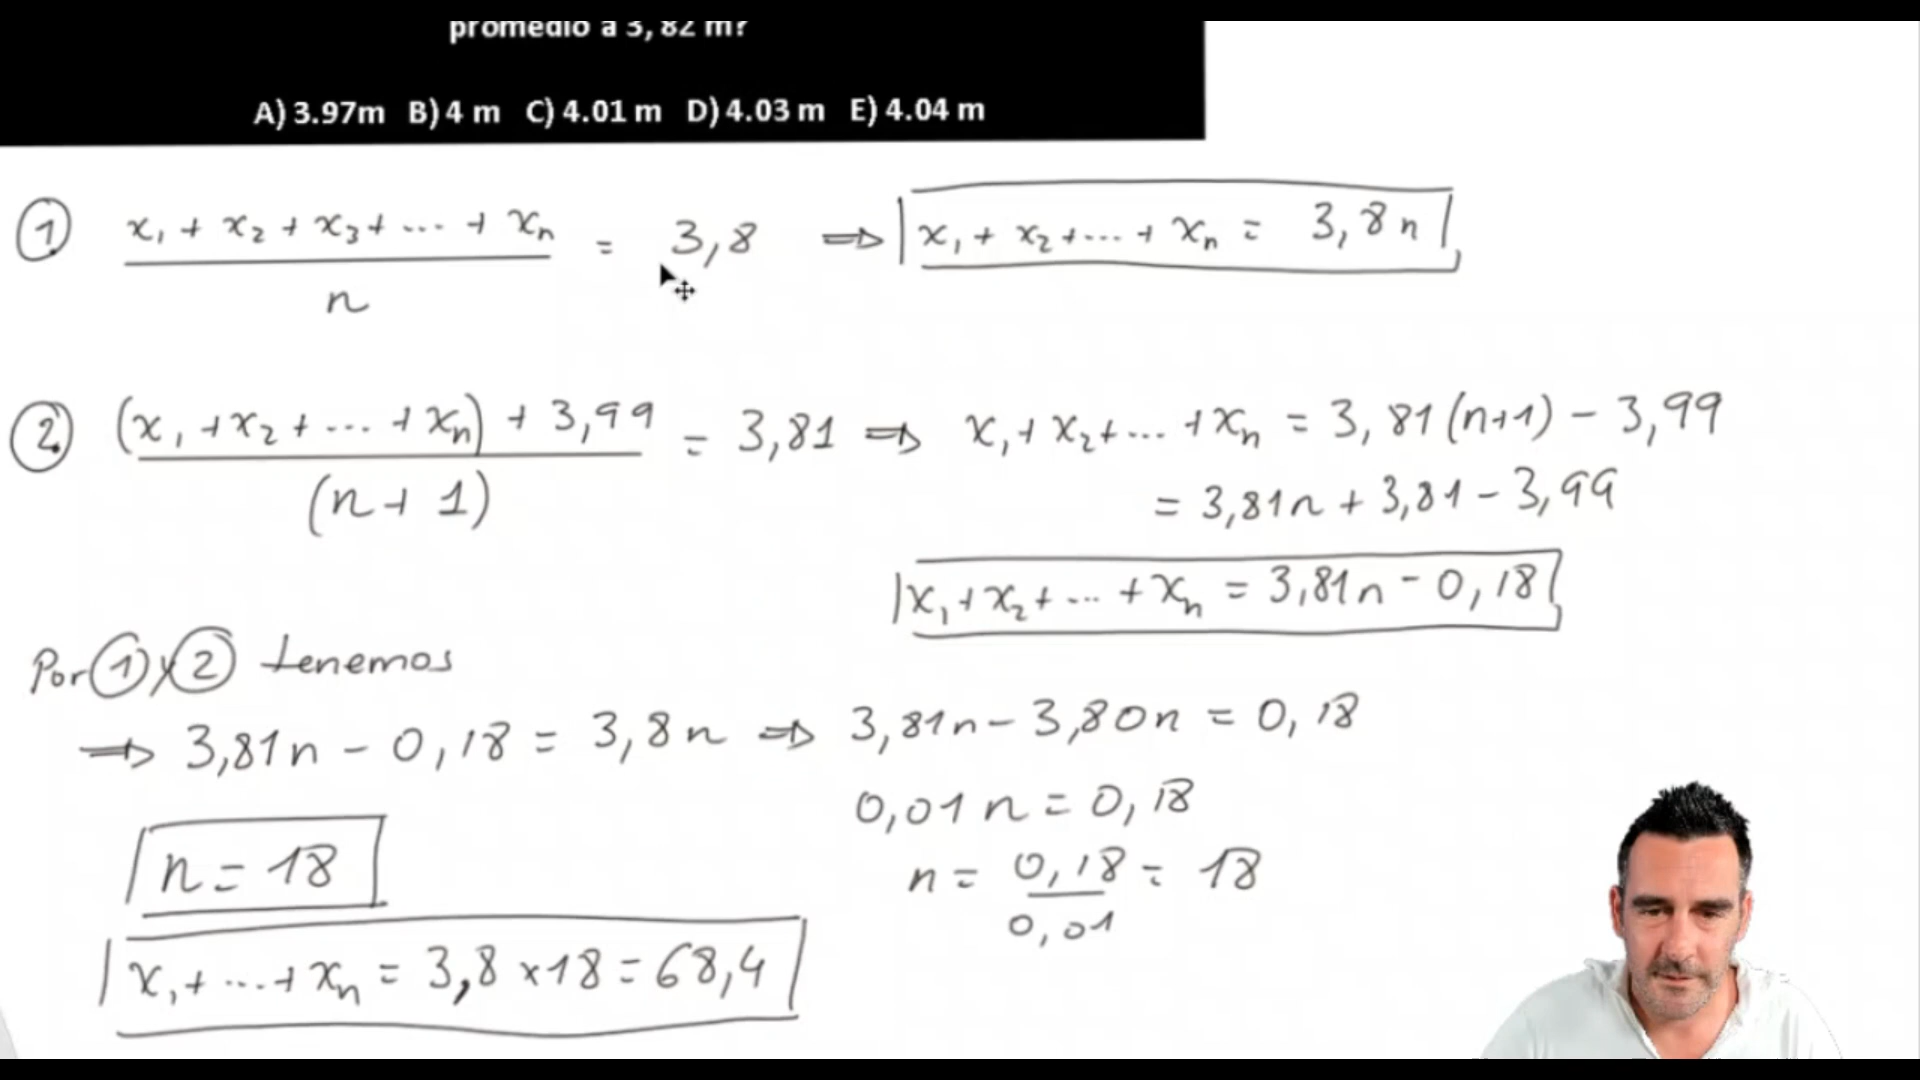 promedio a 3, 82 m?
A) 3.97m B) 4 m C) 4.01 m D) 4.03 m E) 4.04 m
① x₁ + x₂ + x₃ + ... + xₙ / n = 3,8 ⇒ x₁ + x₂ + ... + xₙ = 3,8n
② (x₁ + x₂ + ... + xₙ) + 3,99 / (n + 1) = 3,81 ⇒ x₁ + x₂ + ... + xₙ = 3,81(n+1) - 3,99
= 3,81n + 3,81 - 3,99
x₁ + x₂ + ... + xₙ = 3,81n - 0,18
Por ① y ② tenemos
⇒ 3,81n - 0,18 = 3,8n ⇒ 3,81n - 3,80n = 0,18
0,01n = 0,18
n = 0,18 / 0,01 = 18
n = 18
x₁ + ... + xₙ = 3,8 × 18 = 68,4